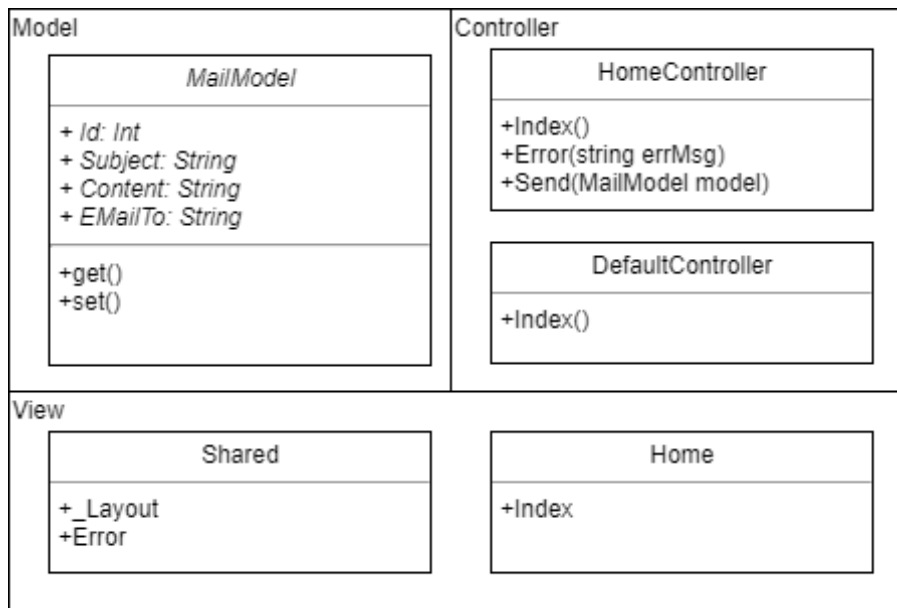 Model
MailModel
+ Id: Int
+ Subject: String
+ Content: String
+ EMailTo: String
+get()
+set()
Controller
HomeController
+Index()
+Error(string errMsg)
+Send(MailModel model)
DefaultController
+Index()
View
Shared
+_Layout
+Error
Home
+Index